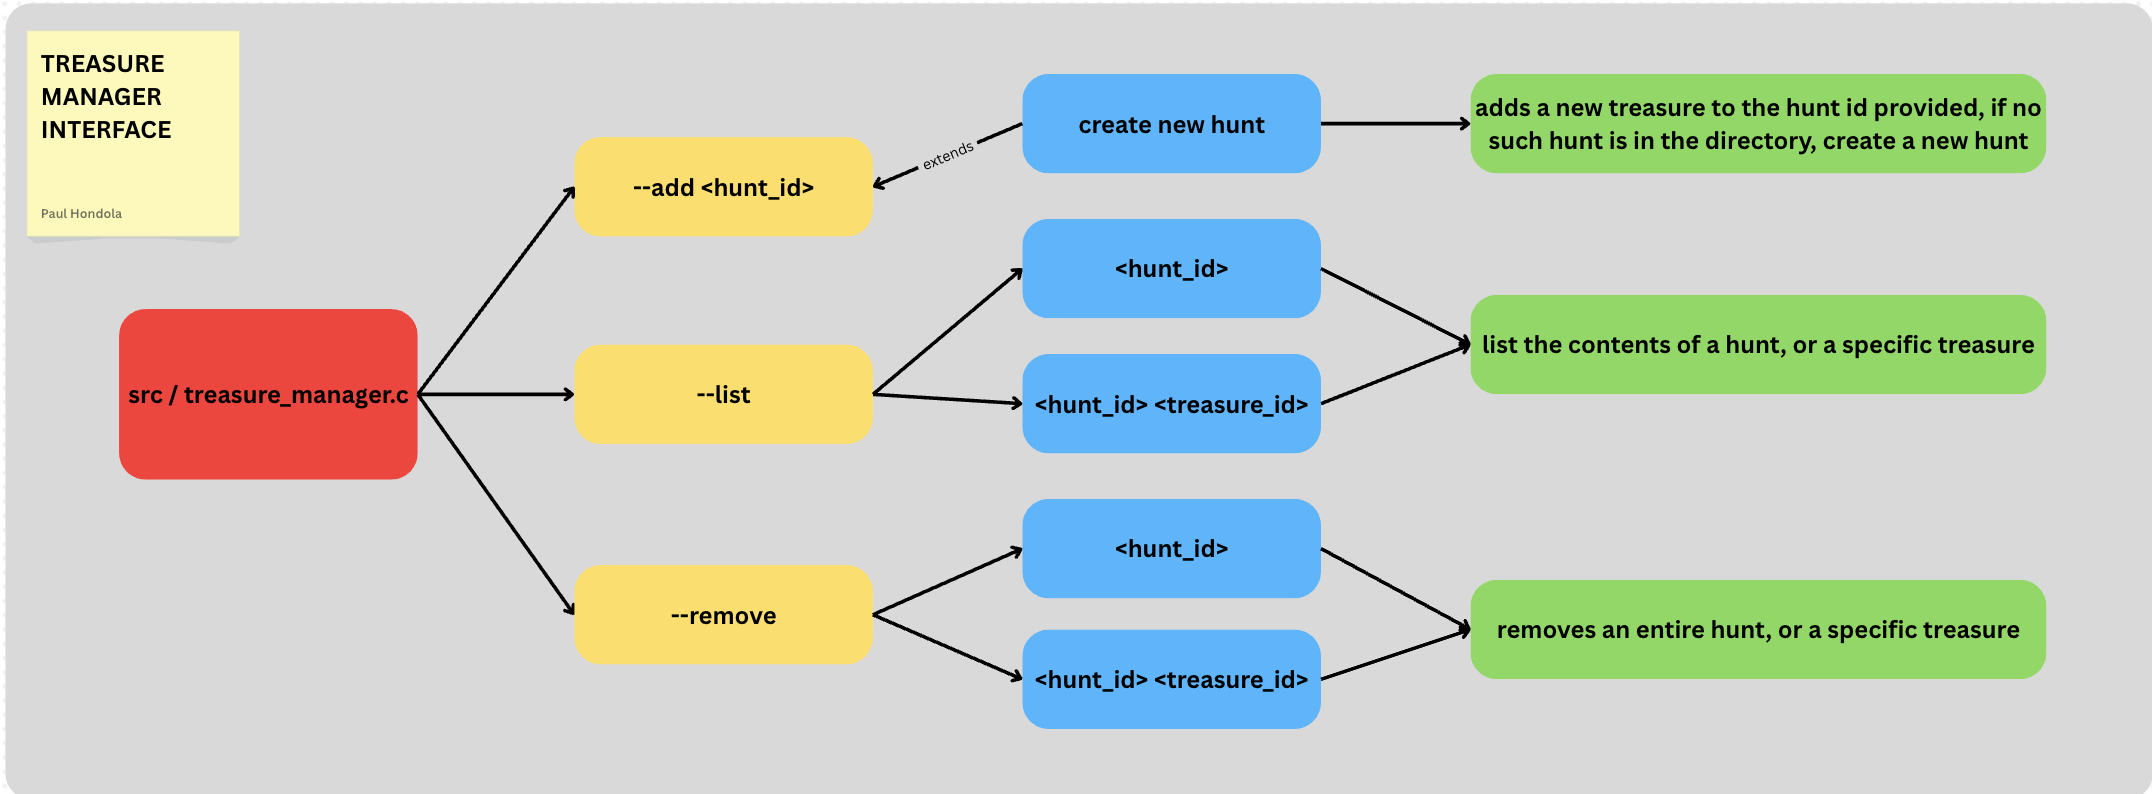 TREASURE
MANAGER
INTERFACE
Paul Hondola
src / treasure_manager.c
--add <hunt_id>
extends
create new hunt
adds a new treasure to the hunt id provided, if no
such hunt is in the directory, create a new hunt
--list
<hunt_id>
<hunt_id> <treasure_id>
list the contents of a hunt, or a specific treasure
--remove
<hunt_id>
<hunt_id> <treasure_id>
removes an entire hunt, or a specific treasure